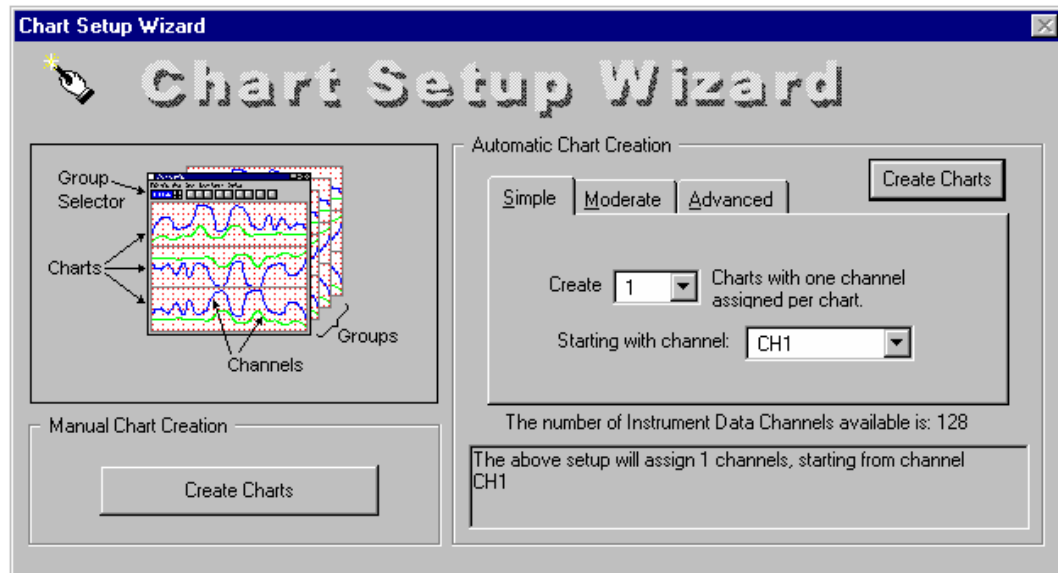 Chart Setup Wizard
Chart Setup Wizard
Group
Selector
Charts
Groups
Channels
Manual Chart Creation
Create Charts
Automatic Chart Creation
Create Charts
Simple
Moderate
Advanced
Create 1 Charts with one channel
assigned per chart.
Starting with channel: CH1
The number of Instrument Data Channels available is: 128
The above setup will assign 1 channels, starting from channel
CH1